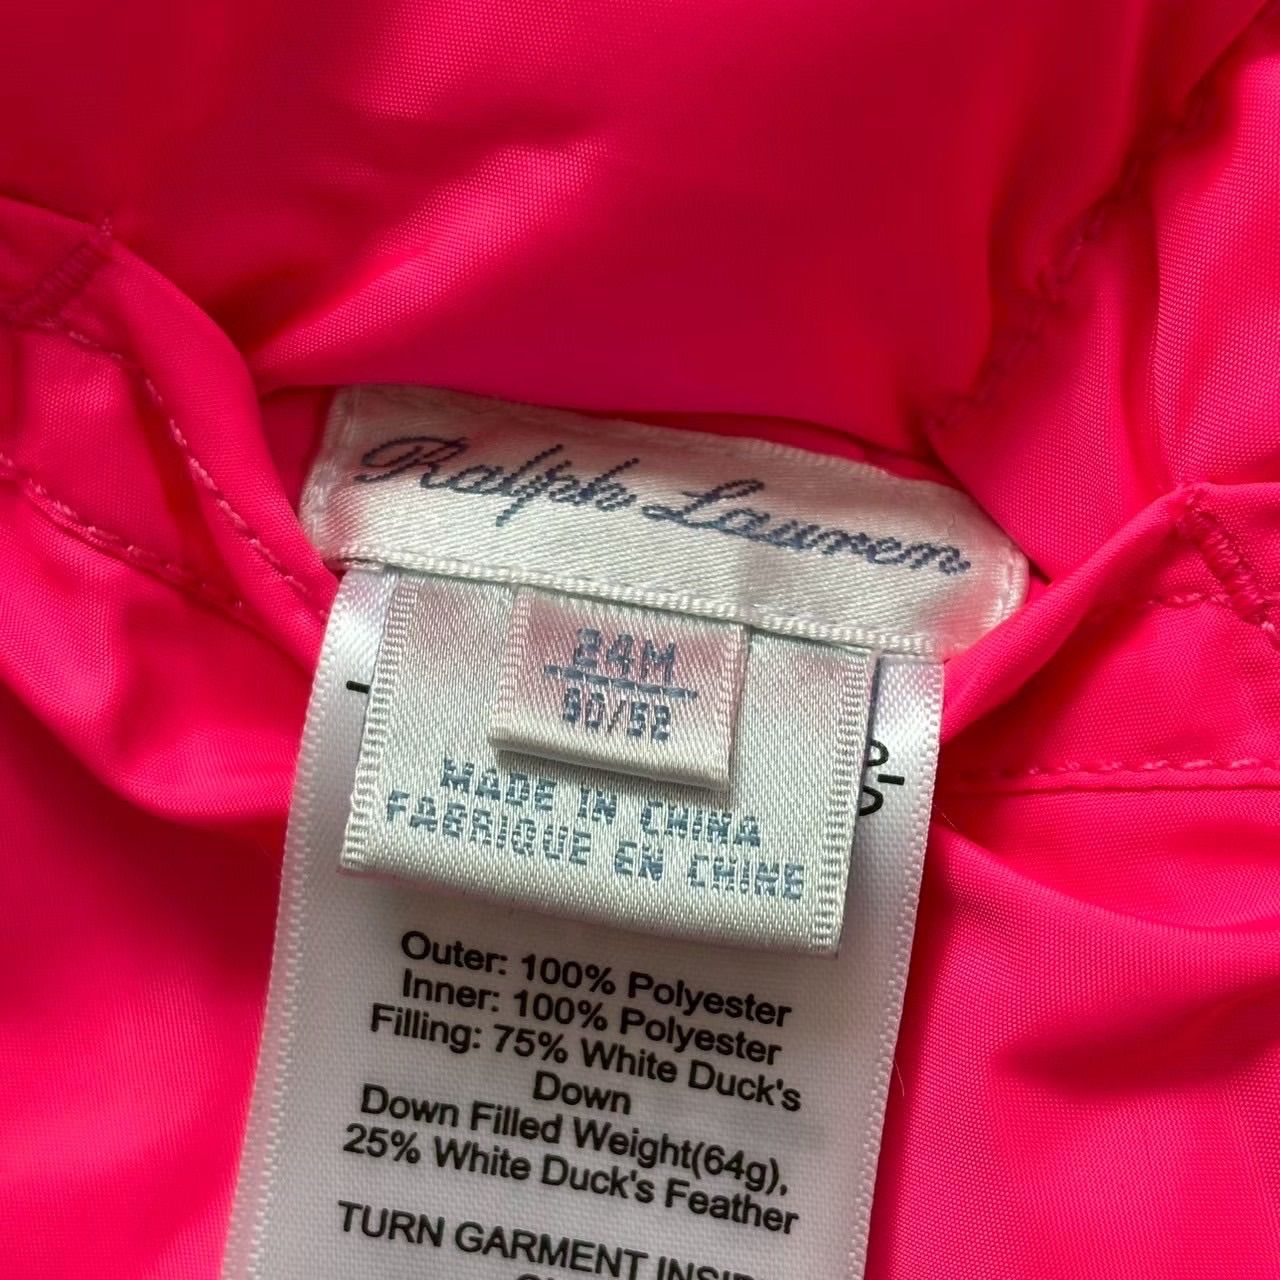 Ralph Lauren
24M
90/52
MADE IN CHINA
FABRIQUE EN CHINE
Outer: 100% Polyester
Inner: 100% Polyester
Filling: 75% White Duck's
Down
Down Filled Weight(64g),
25% White Duck's Feather
TURN GARMENT